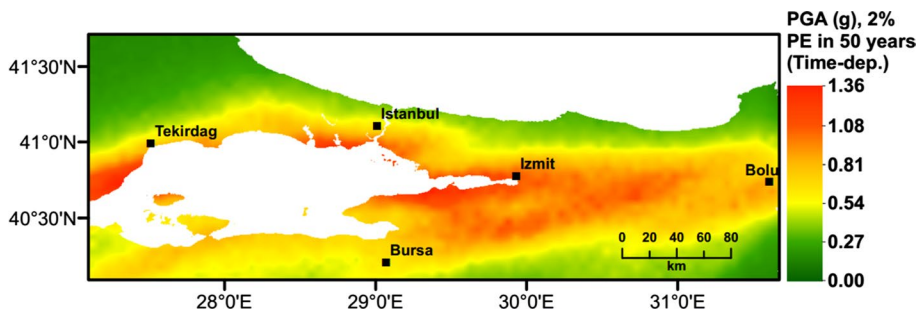 PGA (g), 2%
PE in 50 years
(Time-dep.)
41°30'N
41°0'N
40°30'N
Istanbul
Tekirdag
Izmit
Bolu
Bursa
0 20 40 60 80
km
1.36
1.08
0.81
0.54
0.27
0.00
28°0'E
29°0'E
30°0'E
31°0'E